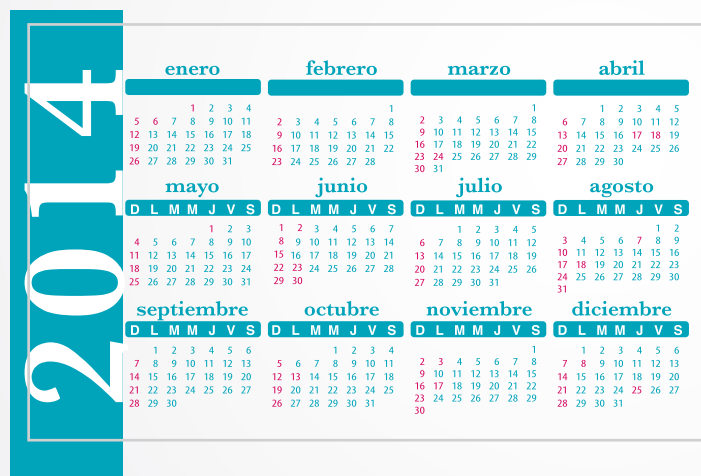 2014
enero
1 2 3 4
5 6 7 8 9 10 11
12 13 14 15 16 17 18
19 20 21 22 23 24 25
26 27 28 29 30 31
febrero
1
2 3 4 5 6 7 8
9 10 11 12 13 14 15
16 17 18 19 20 21 22
23 24 25 26 27 28
marzo
1
2 3 4 5 6 7 8
9 10 11 12 13 14 15
16 17 18 19 20 21 22
23 24 25 26 27 28 29
30 31
abril
1 2 3 4 5
6 7 8 9 10 11 12
13 14 15 16 17 18 19
20 21 22 23 24 25 26
27 28 29 30
mayo
D L M M J V S
1 2 3
4 5 6 7 8 9 10
11 12 13 14 15 16 17
18 19 20 21 22 23 24
25 26 27 28 29 30 31
junio
D L M M J V S
1 2 3 4 5 6 7
8 9 10 11 12 13 14
15 16 17 18 19 20 21
22 23 24 25 26 27 28
29 30
julio
D L M M J V S
1 2 3 4 5
6 7 8 9 10 11 12
13 14 15 16 17 18 19
20 21 22 23 24 25 26
27 28 29 30 31
agosto
D L M M J V S
1 2
3 4 5 6 7 8 9
10 11 12 13 14 15 16
17 18 19 20 21 22 23
24 25 26 27 28 29 30
31
septiembre
D L M M J V S
1 2 3 4 5 6
7 8 9 10 11 12 13
14 15 16 17 18 19 20
21 22 23 24 25 26 27
28 29 30
octubre
D L M M J V S
1 2 3 4
5 6 7 8 9 10 11
12 13 14 15 16 17 18
19 20 21 22 23 24 25
26 27 28 29 30 31
noviembre
D L M M J V S
1
2 3 4 5 6 7 8
9 10 11 12 13 14 15
16 17 18 19 20 21 22
23 24 25 26 27 28 29
30
diciembre
D L M M J V S
1 2 3 4 5 6
7 8 9 10 11 12 13
14 15 16 17 18 19 20
21 22 23 24 25 26 27
28 29 30 31